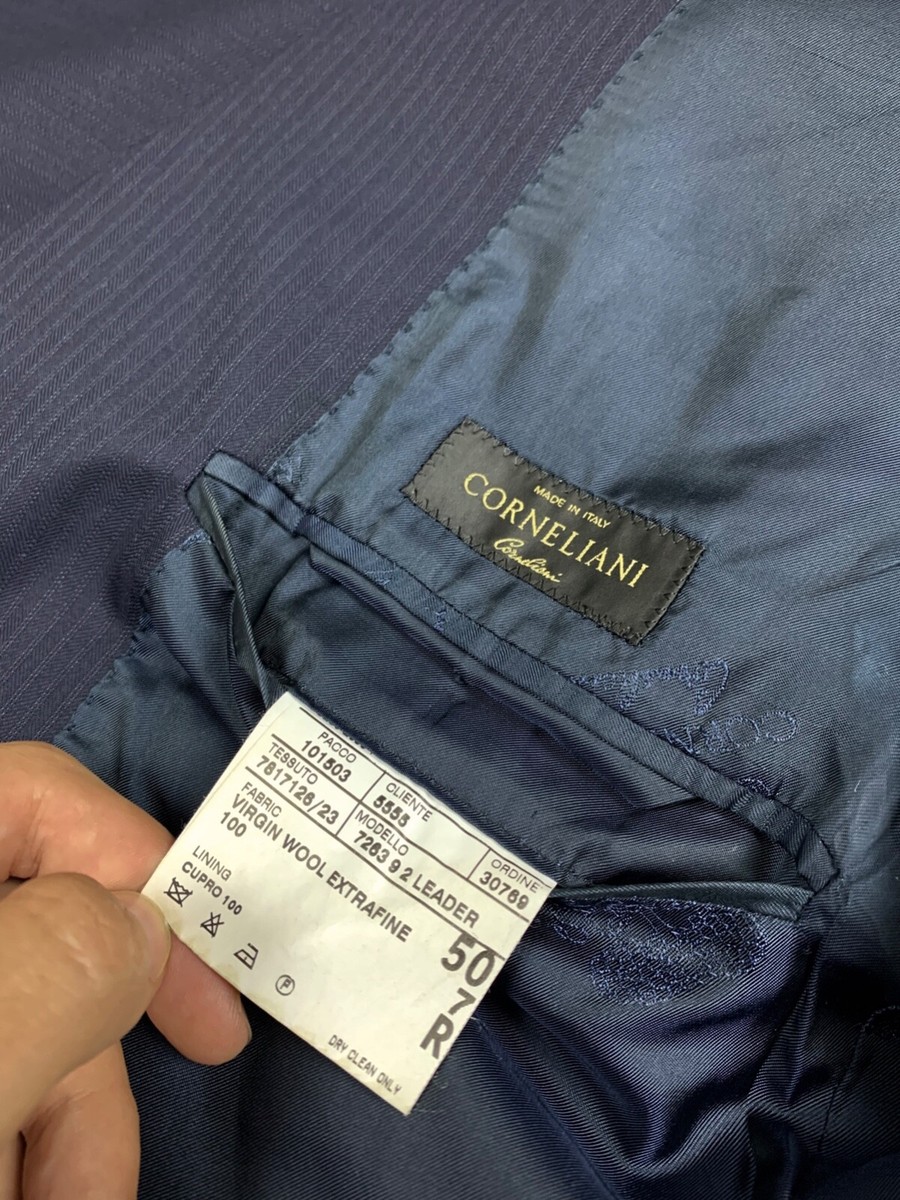 MADE IN ITALY
CORNELIANI
Corneliani
PACCO
101503
CLIENTE
5555
ORDINE
30769
TESSUTO
7817126/23
MODELLO
7263 9 2 LEADER
FABRIC
VIRGIN WOOL EXTRAFINE
100
50
7
R
LINING
CUPRO 100
P
DRY CLEAN ONLY